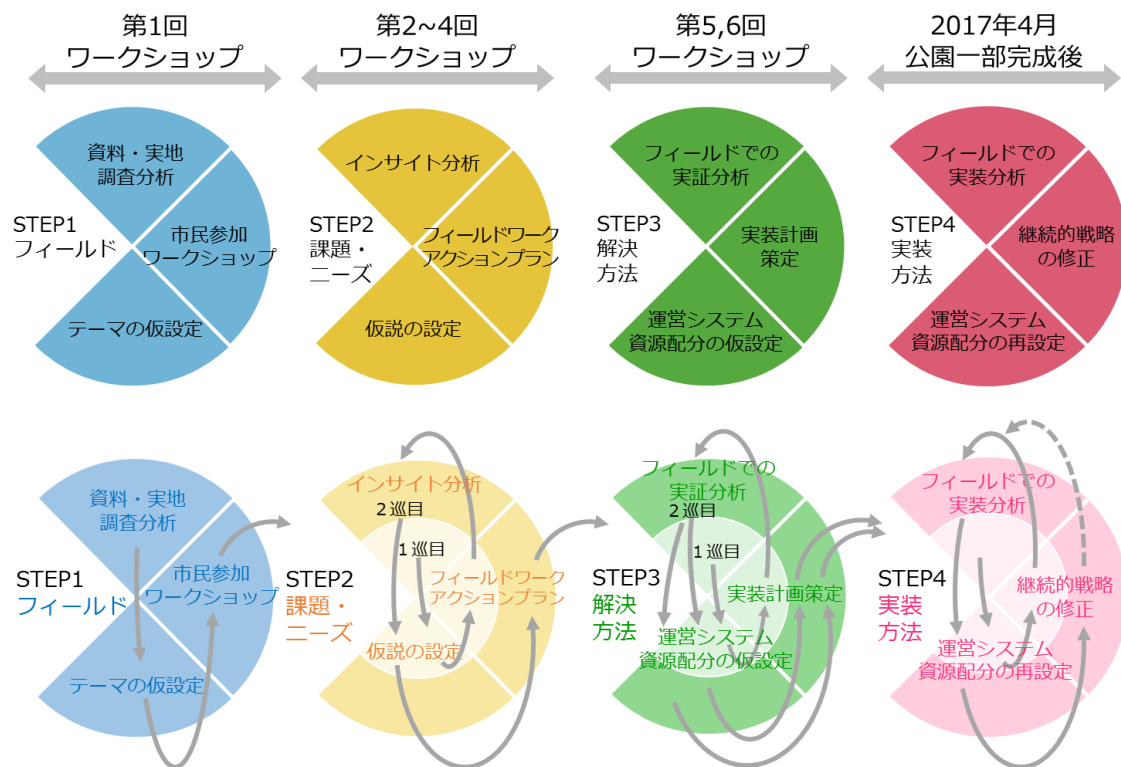 第1回
ワークショップ
第2~4回
ワークショップ
第5,6回
ワークショップ
2017年4月
公園一部完成後
資料・実地
調査分析
STEP1
フィールド
市民参加
ワークショップ
テーマの仮設定
インサイト分析
STEP2
課題・
ニーズ
フィールドワーク
アクションプラン
仮説の設定
フィールドでの
実証分析
STEP3
解決
方法
実装計画
策定
運営システム
資源配分の仮設定
フィールドでの
実装分析
STEP4
実装
方法
継続的戦略
の修正
運営システム
資源配分の再設定
資料・実地
調査分析
STEP1
フィールド
市民参加
ワークショップ
テーマの仮設定
インサイト分析
2巡目
1巡目
STEP2
課題・
ニーズ
フィールドワーク
アクションプラン
仮説の設定
フィールドでの
実証分析
2巡目
1巡目
STEP3
解決
方法
実装計画策定
運営システム
資源配分の仮設定
フィールドでの
実装分析
STEP4
実装
方法
継続的戦略
の修正
運営システム
資源配分の再設定